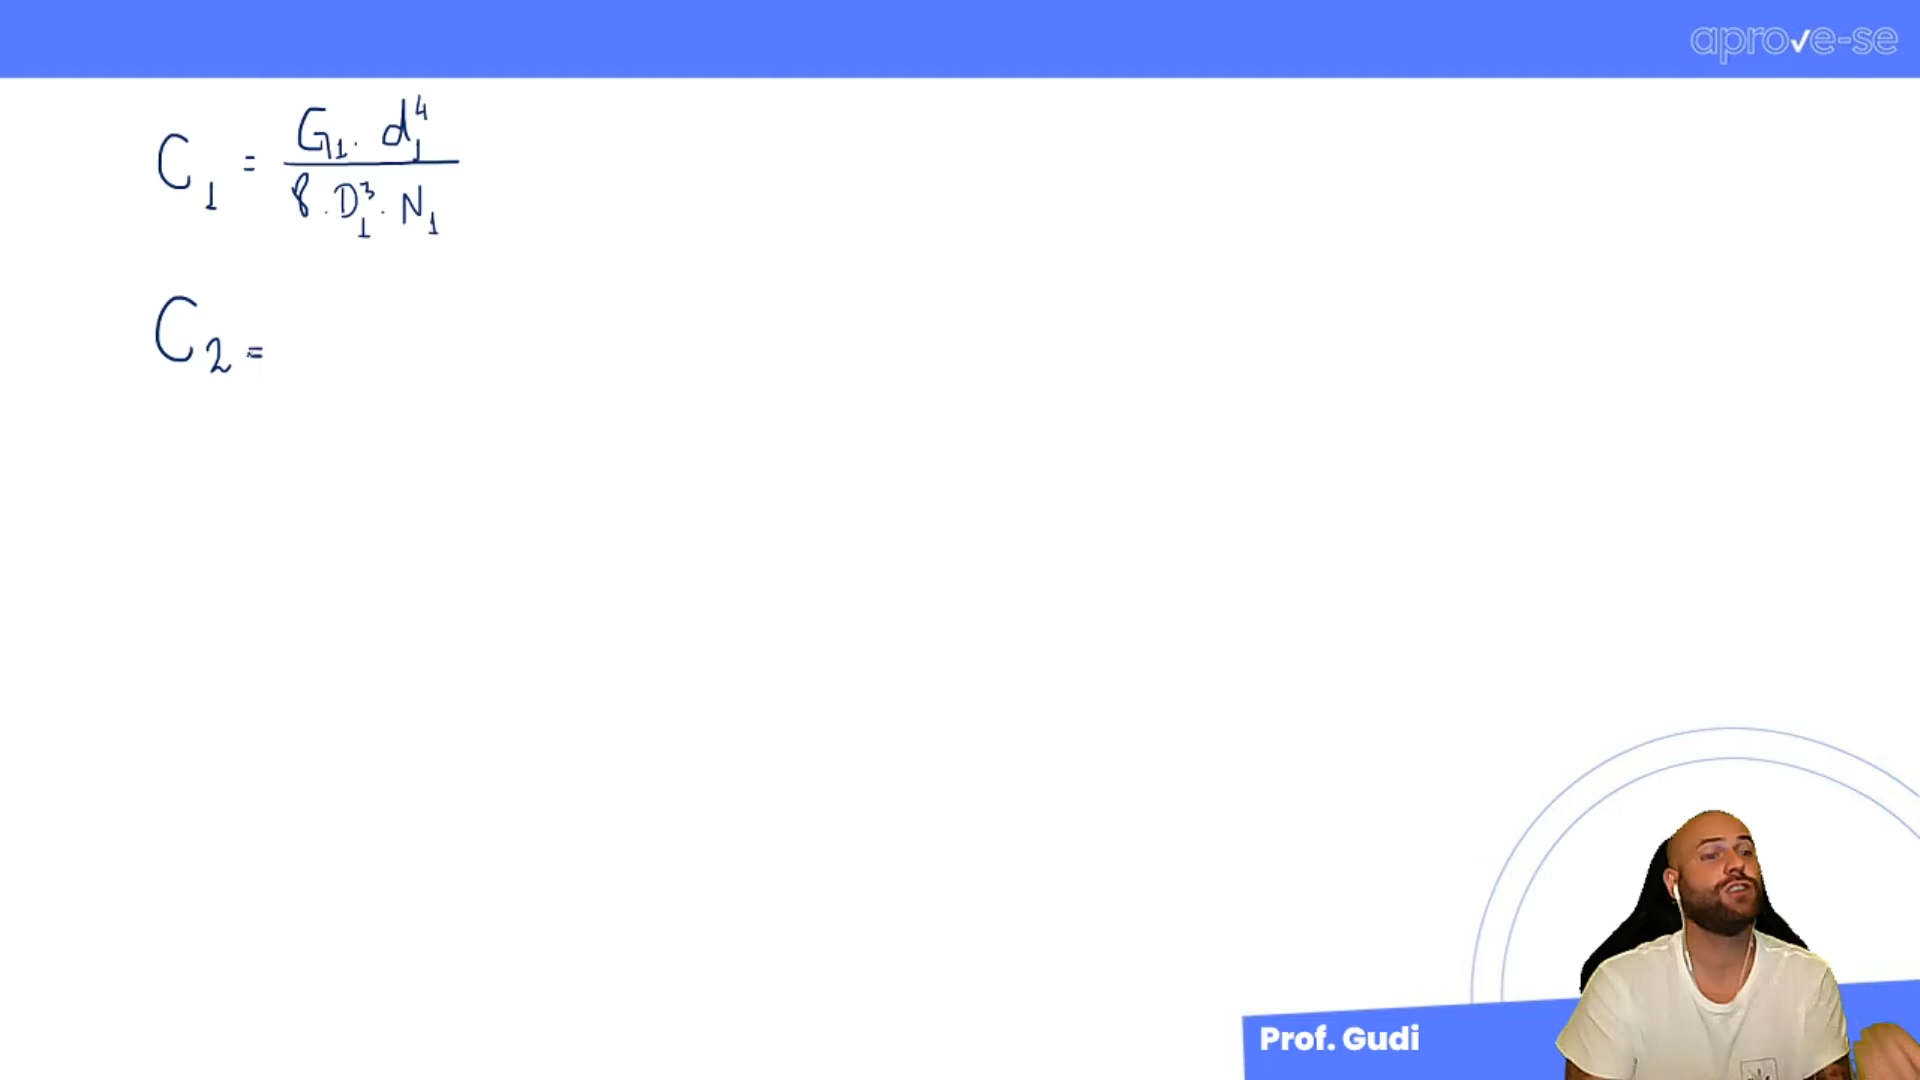 aprove-se
C₁ = G₁ . d₁⁴ / 8 . D₁³ . N₁
C₂ =
Prof. Gudi